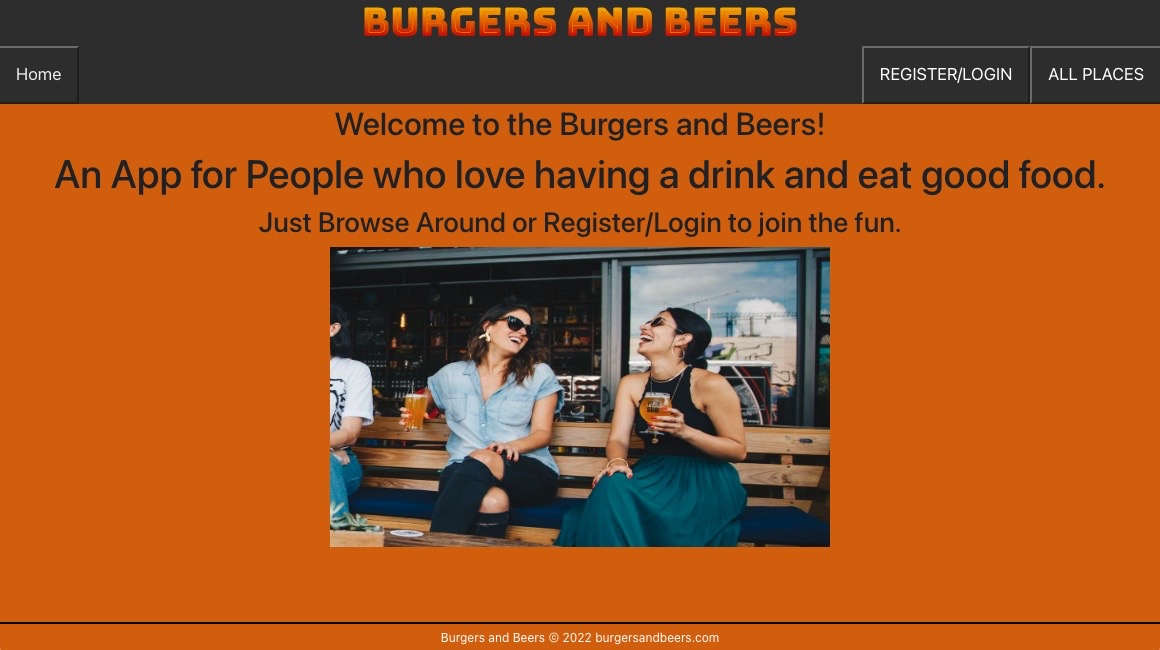 BURGERS AND BEERS
Home
REGISTER/LOGIN
ALL PLACES
Welcome to the Burgers and Beers!
An App for People who love having a drink and eat good food.
Just Browse Around or Register/Login to join the fun.
Burgers and Beers © 2022 burgersandbeers.com